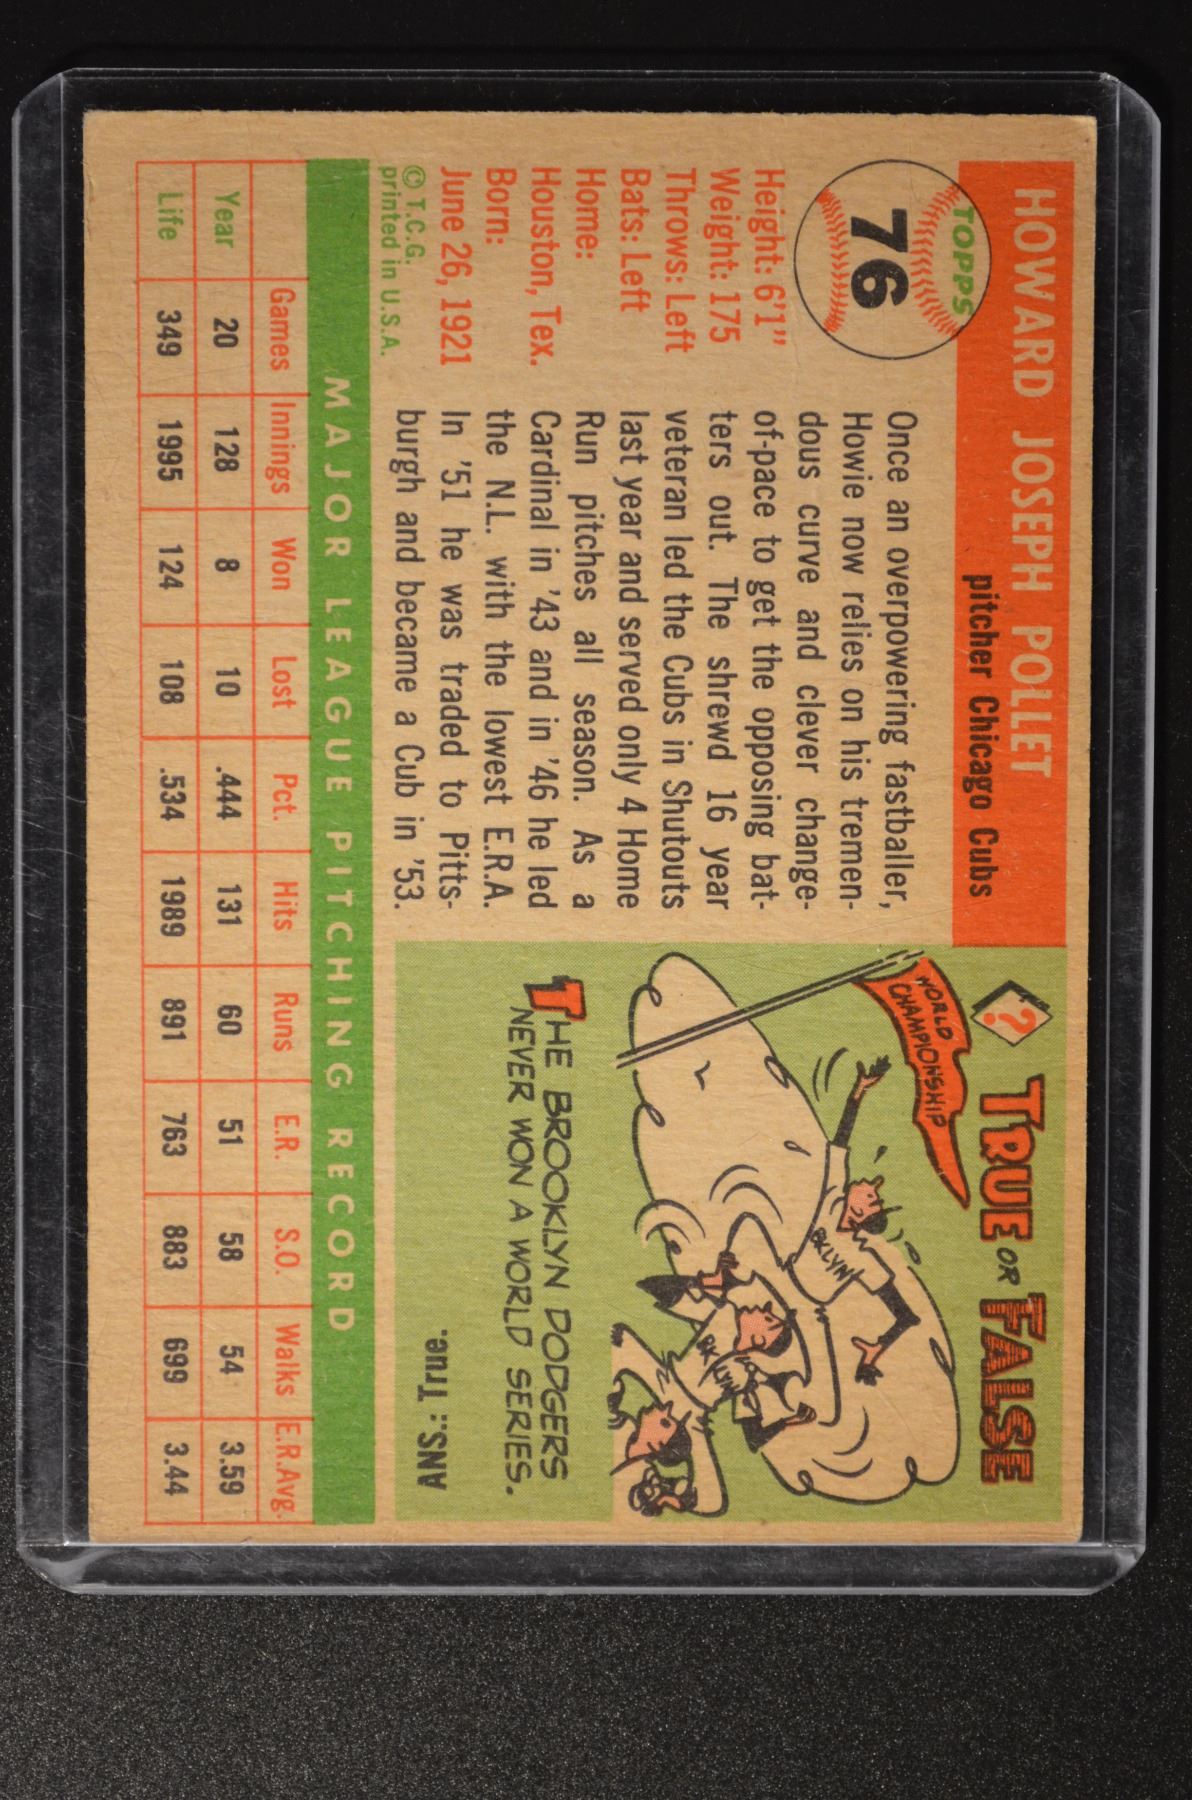 HOWARD JOSEPH POLLET
pitcher Chicago Cubs
TOPPS
76
Height: 6'1"
Weight: 175
Throws: Left
Bats: Left
Home:
Houston, Tex.
Born:
June 26, 1921
© T.C.G.
printed in U.S.A.
Once an overpowering fastballer,
Howie now relies on his tremen-
dous curve and clever change-
of-pace to get the opposing bat-
ters out. The shrewd 16 year
veteran led the Cubs in Shutouts
last year and served only 4 Home
Run pitches all season. As a
Cardinal in '43 and in '46 he led
the N.L. with the lowest E.R.A.
In '51 he was traded to Pitts-
burgh and became a Cub in '53.
? TRUE OR FALSE
WORLD
CHAMPIONSHIP
BKLYN
BKLYN
THE BROOKLYN DODGERS
NEVER WON A WORLD SERIES.
ANS.: True.
MAJOR LEAGUE PITCHING RECORD
Games Innings Won Lost Pct. Hits Runs E.R. S.O. Walks E.R.Avg.
Year 20 128 8 10 .444 131 60 51 58 54 3.59
Life 349 1995 124 108 .534 1989 891 763 883 699 3.44